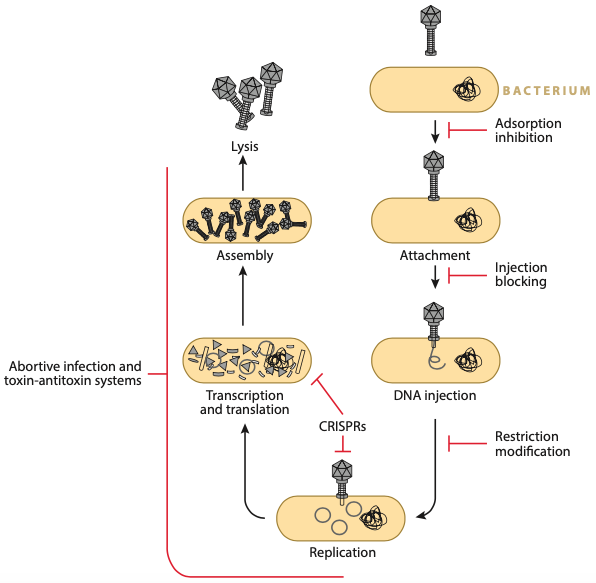 BACTERIUM
Adsorption
inhibition
Attachment
Injection
blocking
DNA injection
Restriction
modification
Replication
CRISPRs
Transcription
and translation
Assembly
Lysis
Abortive infection and
toxin-antitoxin systems